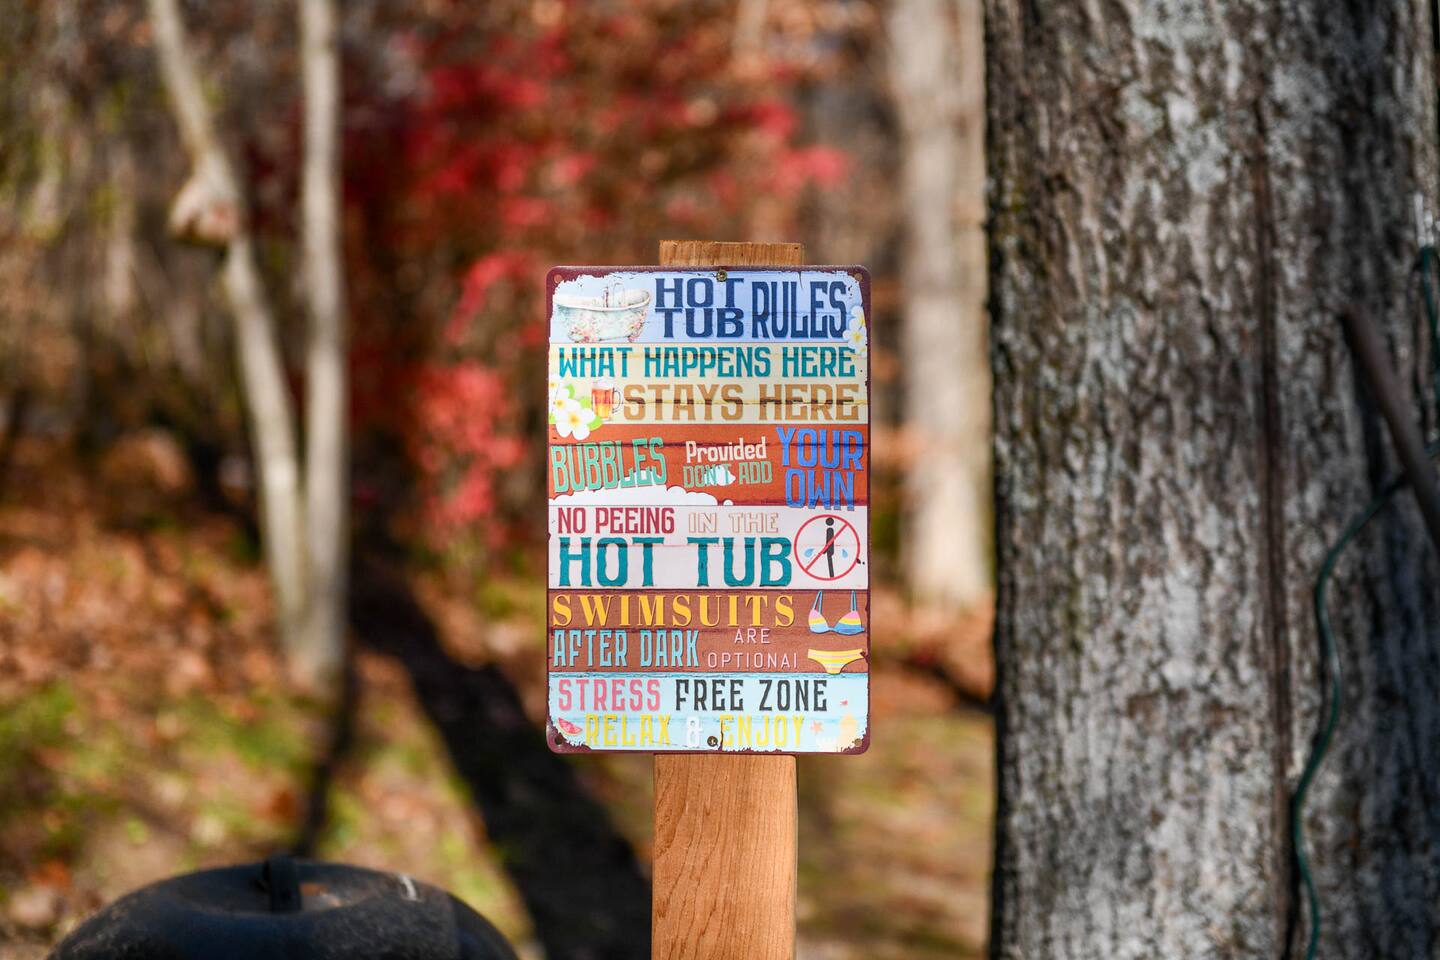 HOT TUB RULES
WHAT HAPPENS HERE
STAYS HERE
BUBBLES Provided DON'T ADD YOUR OWN
NO PEEING IN THE
HOT TUB
SWIMSUITS
AFTER DARK ARE OPTIONAL
STRESS FREE ZONE
RELAX & ENJOY